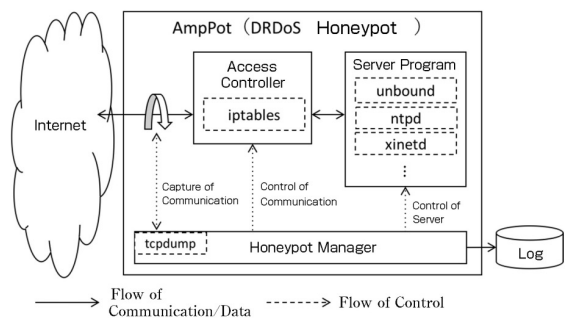 AmpPot（DRDoS Honeypot）
Access
Controller
iptables
Server Program
unbound
ntpd
xinetd
⋮
Internet
Capture of
Communication
Control of
Communication
Control of
Server
tcpdump
Honeypot Manager
Log
Flow of
Communication/Data
Flow of Control